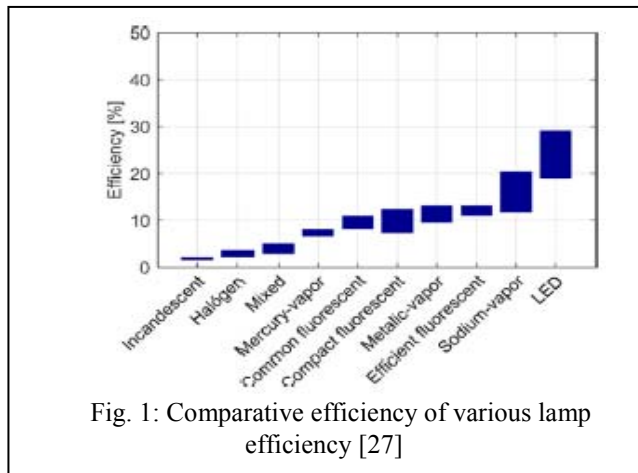 50
40
30
20
10
0
Efficiency [%]
Incandescent
Halógen
Mixed
Mercury-vapor
Common fluorescent
Compact fluorescent
Metalic-vapor
Efficient fluorescent
Sodium-vapor
LED
Fig. 1: Comparative efficiency of various lamp
efficiency [27]